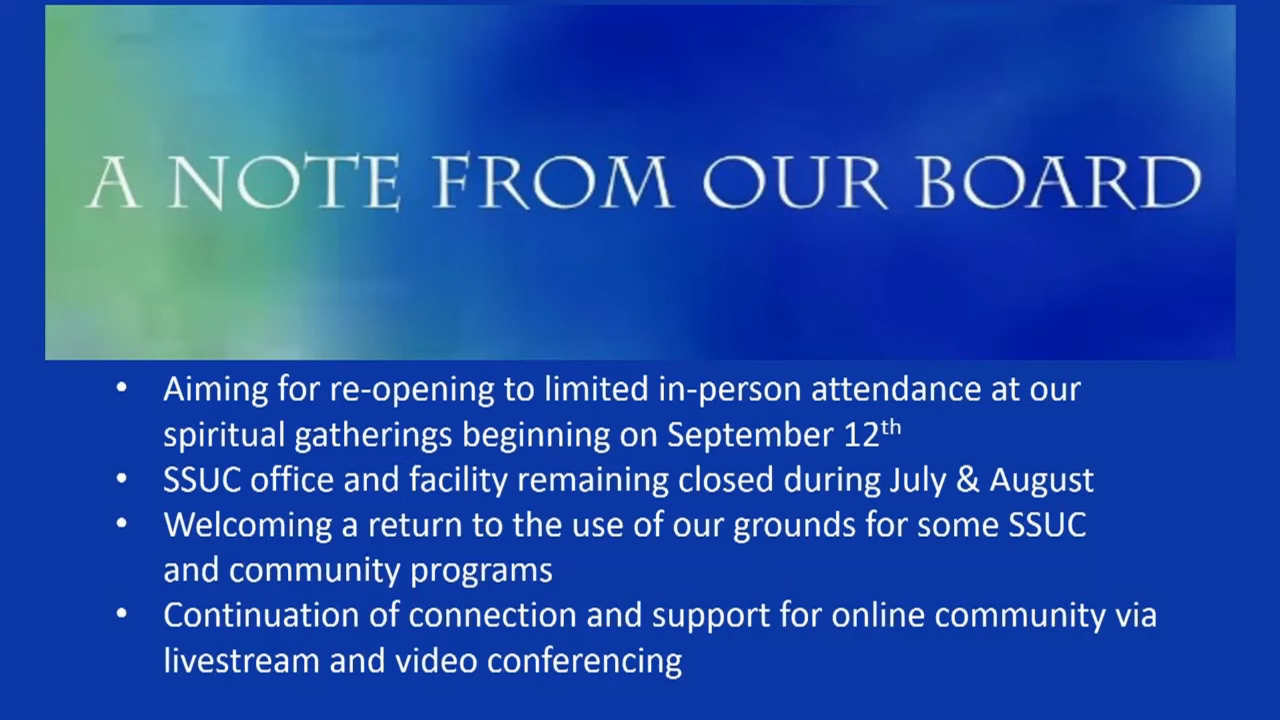 A NOTE FROM OUR BOARD
• Aiming for re-opening to limited in-person attendance at our
spiritual gatherings beginning on September 12th
• SSUC office and facility remaining closed during July & August
• Welcoming a return to the use of our grounds for some SSUC
and community programs
• Continuation of connection and support for online community via
livestream and video conferencing